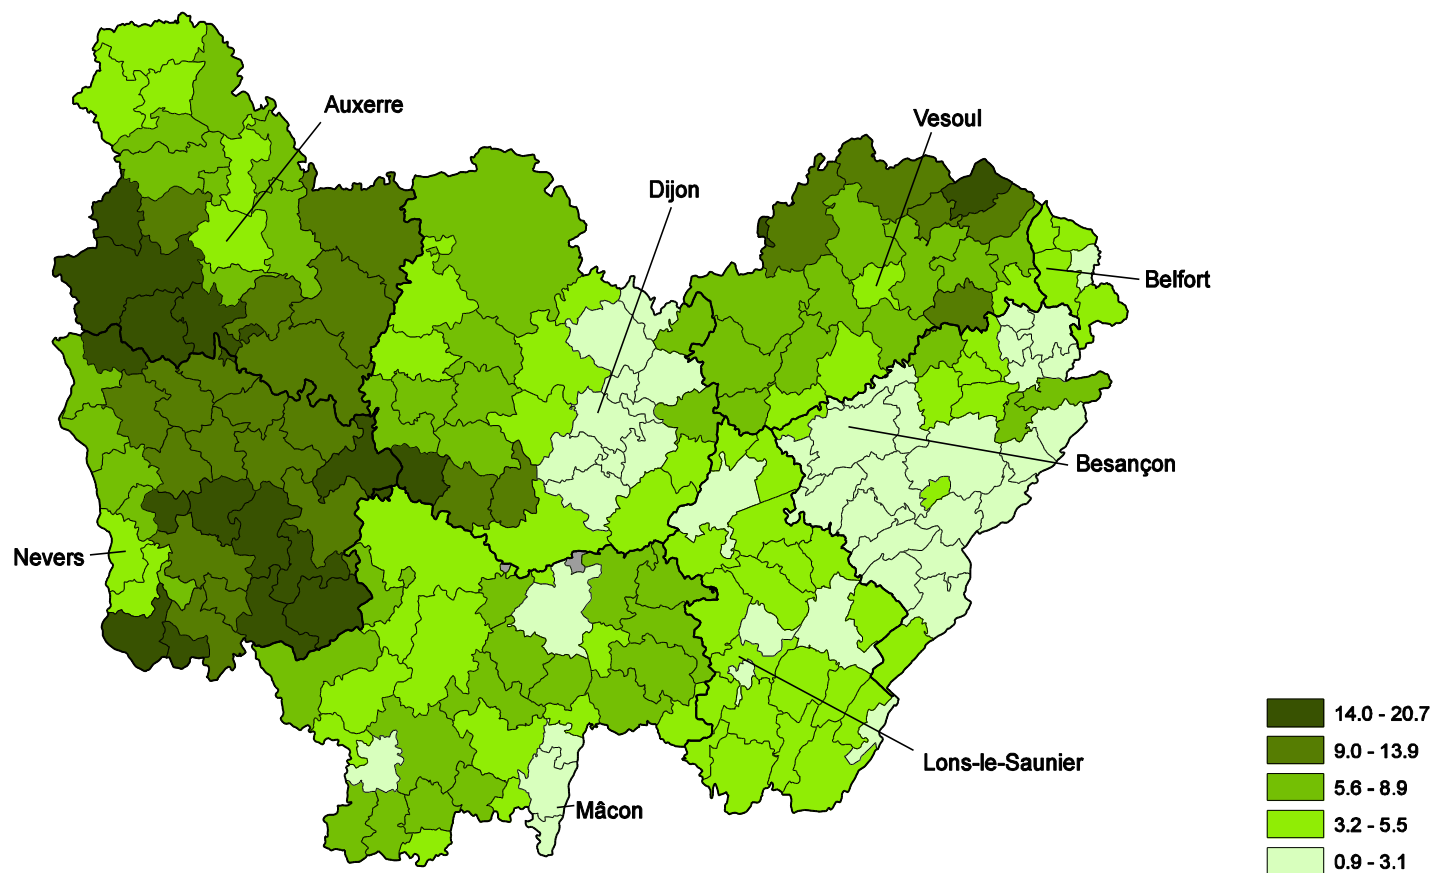 Auxerre
Vesoul
Dijon
Belfort
Besançon
Nevers
Lons-le-Saunier
Mâcon
14.0 - 20.7
9.0 - 13.9
5.6 - 8.9
3.2 - 5.5
0.9 - 3.1